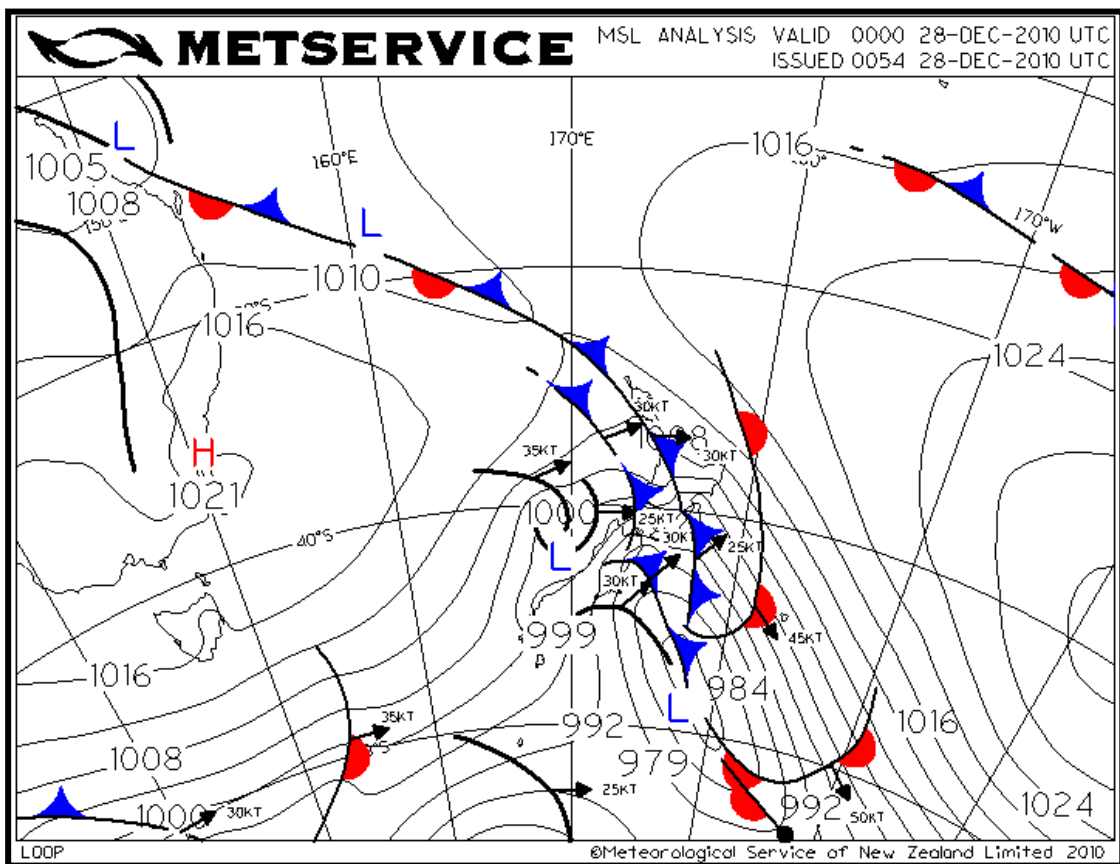 METSERVICE
MSL ANALYSIS VALID 0000 28-DEC-2010 UTC
ISSUED 0054 28-DEC-2010 UTC
L
1005
1008
160°E
170°E
1016
170°W
L
1010
1016
1024
30KT
H
1021
35KT
30KT
1000
25KT
30KT
25KT
40°S
L
30KT
999
45KT
1016
984
L
35KT
992
1016
1008
979
25KT
1000
30KT
992
50KT
1024
LOOP
©Meteorological Service of New Zealand Limited 2010